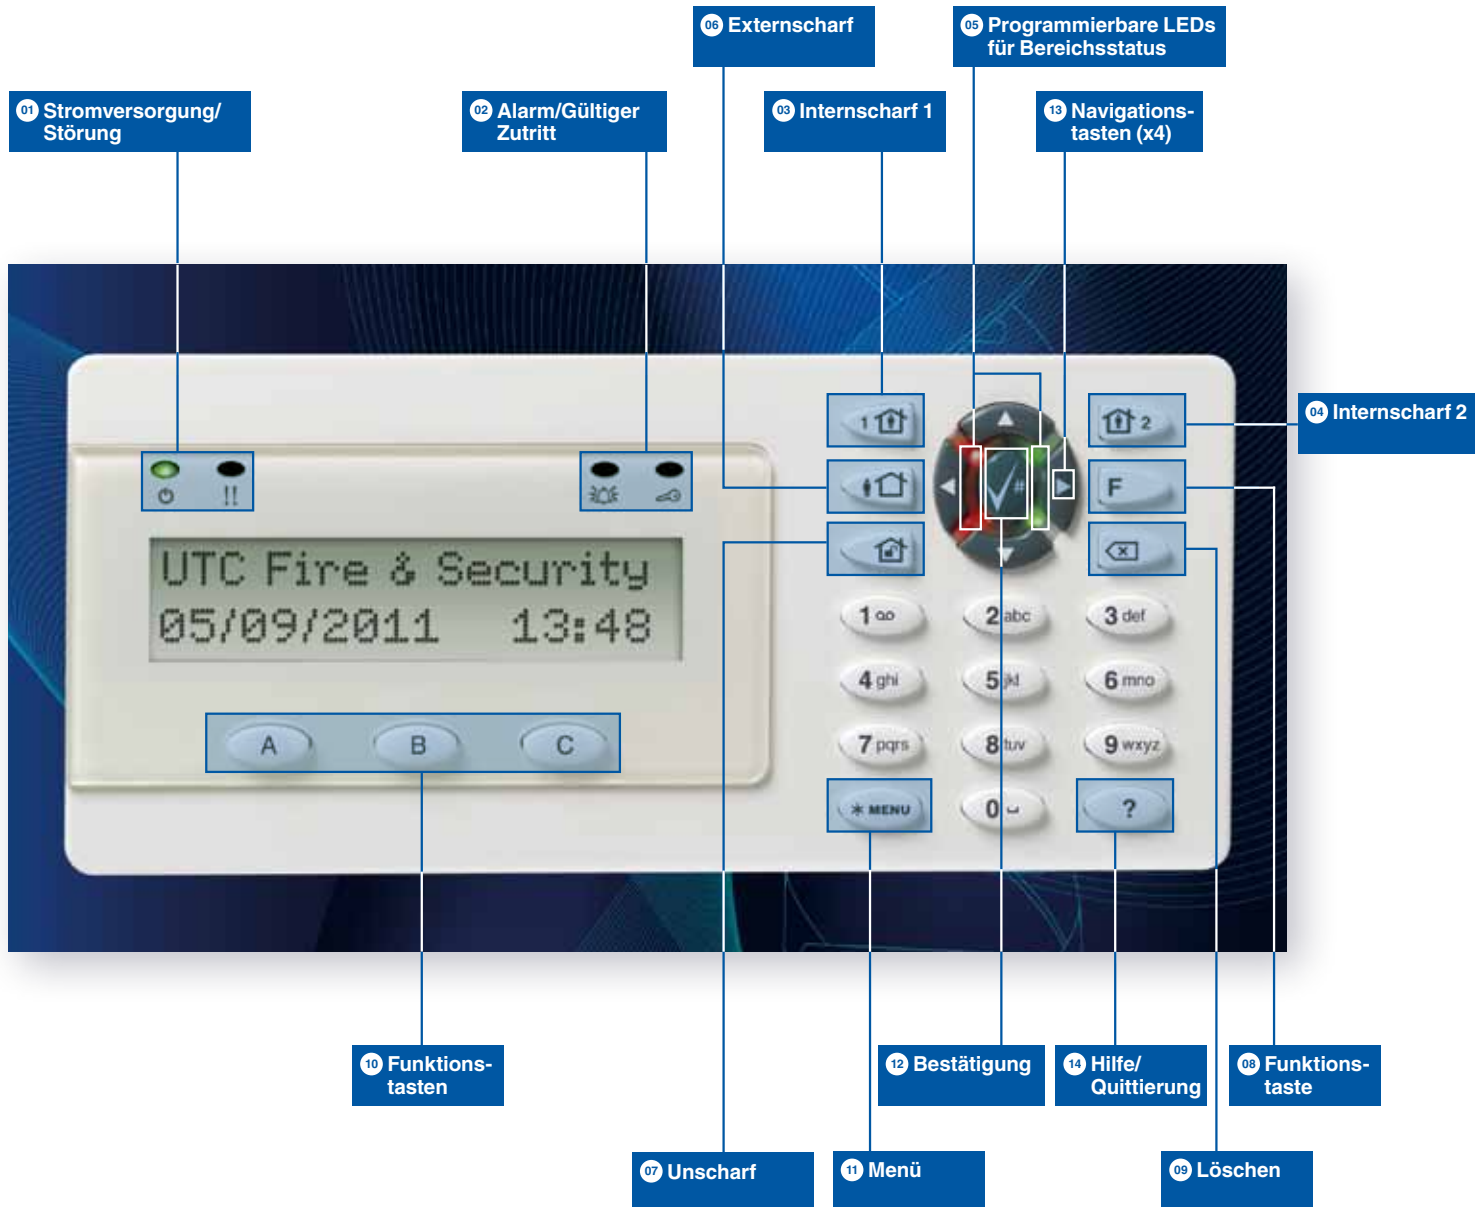 06 Externscharf
05 Programmierbare LEDs
für Bereichsstatus
01 Stromversorgung/
Störung
02 Alarm/Gültiger
Zutritt
03 Internscharf 1
13 Navigations-
tasten (x4)
04 Internscharf 2
1
2
!!
#
F
UTC Fire & Security
05/09/2011 13:48
1
2 abc
3 def
4 ghi
5 jkl
6 mno
A B C
7 pqrs
8 tuv
9 wxyz
* MENU
0
?
10 Funktions-
tasten
12 Bestätigung
14 Hilfe/
Quittierung
08 Funktions-
taste
07 Unscharf
11 Menü
09 Löschen